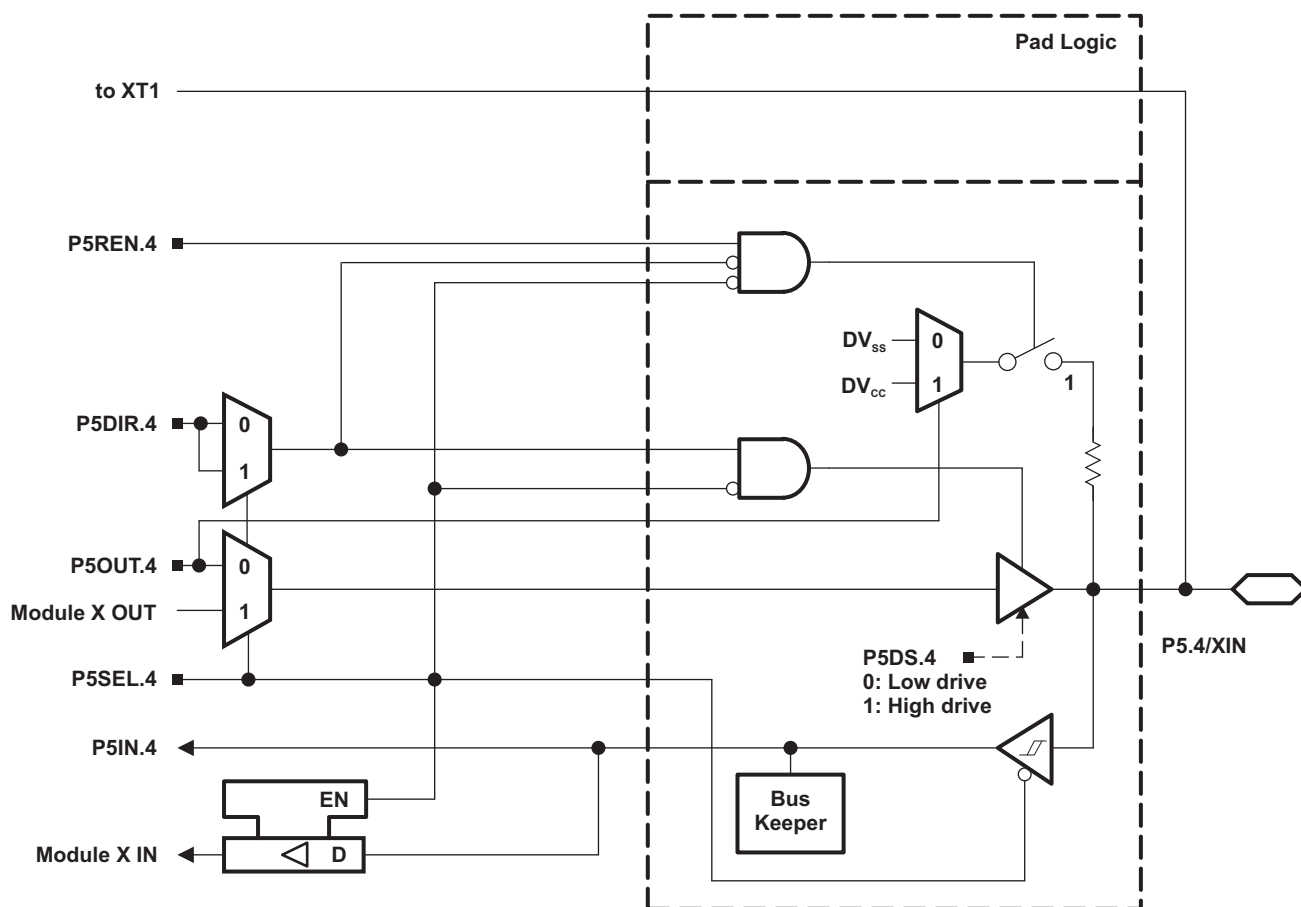 Pad Logic
to XT1
P5REN.4
DVSS
0
DVCC
1
1
P5DIR.4
0
1
P5OUT.4
0
Module X OUT
1
P5SEL.4
P5DS.4
0: Low drive
1: High drive
P5.4/XIN
P5IN.4
EN
Bus
Keeper
Module X IN
D